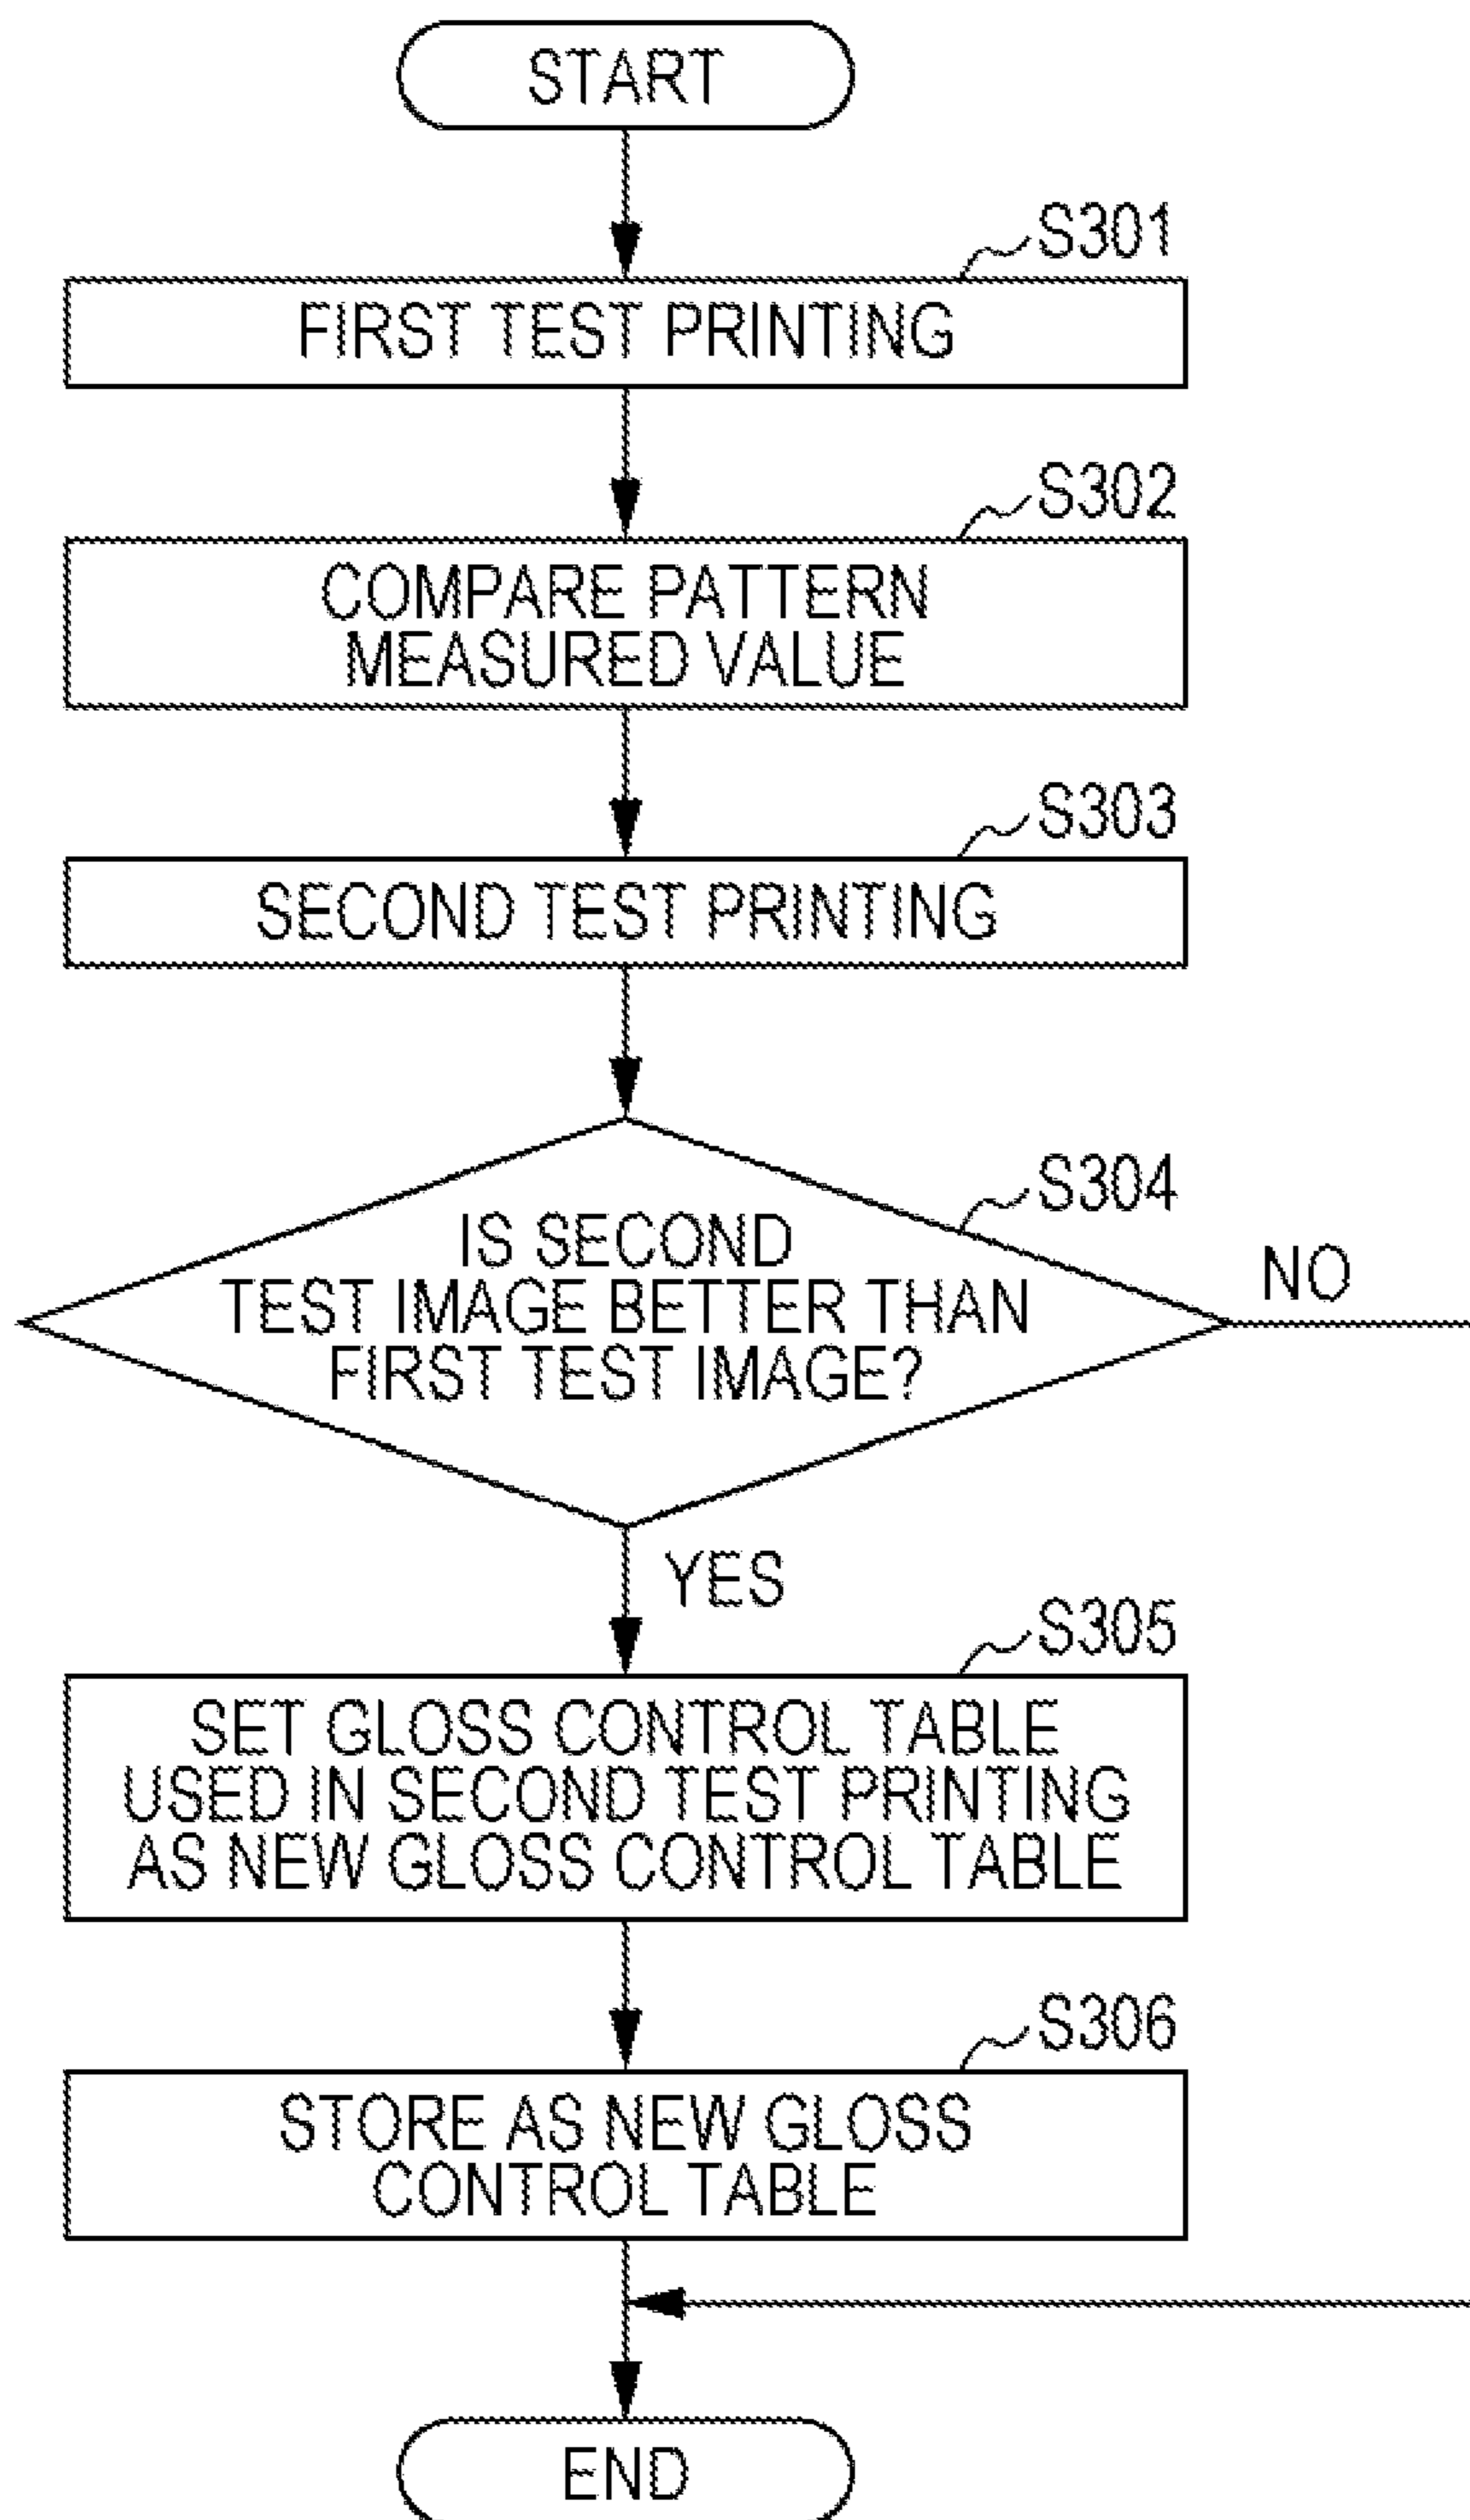 START
S301
FIRST TEST PRINTING
S302
COMPARE PATTERN
MEASURED VALUE
S303
SECOND TEST PRINTING
S304
IS SECOND
TEST IMAGE BETTER THAN
FIRST TEST IMAGE?
NO
YES
S305
SET GLOSS CONTROL TABLE
USED IN SECOND TEST PRINTING
AS NEW GLOSS CONTROL TABLE
S306
STORE AS NEW GLOSS
CONTROL TABLE
END